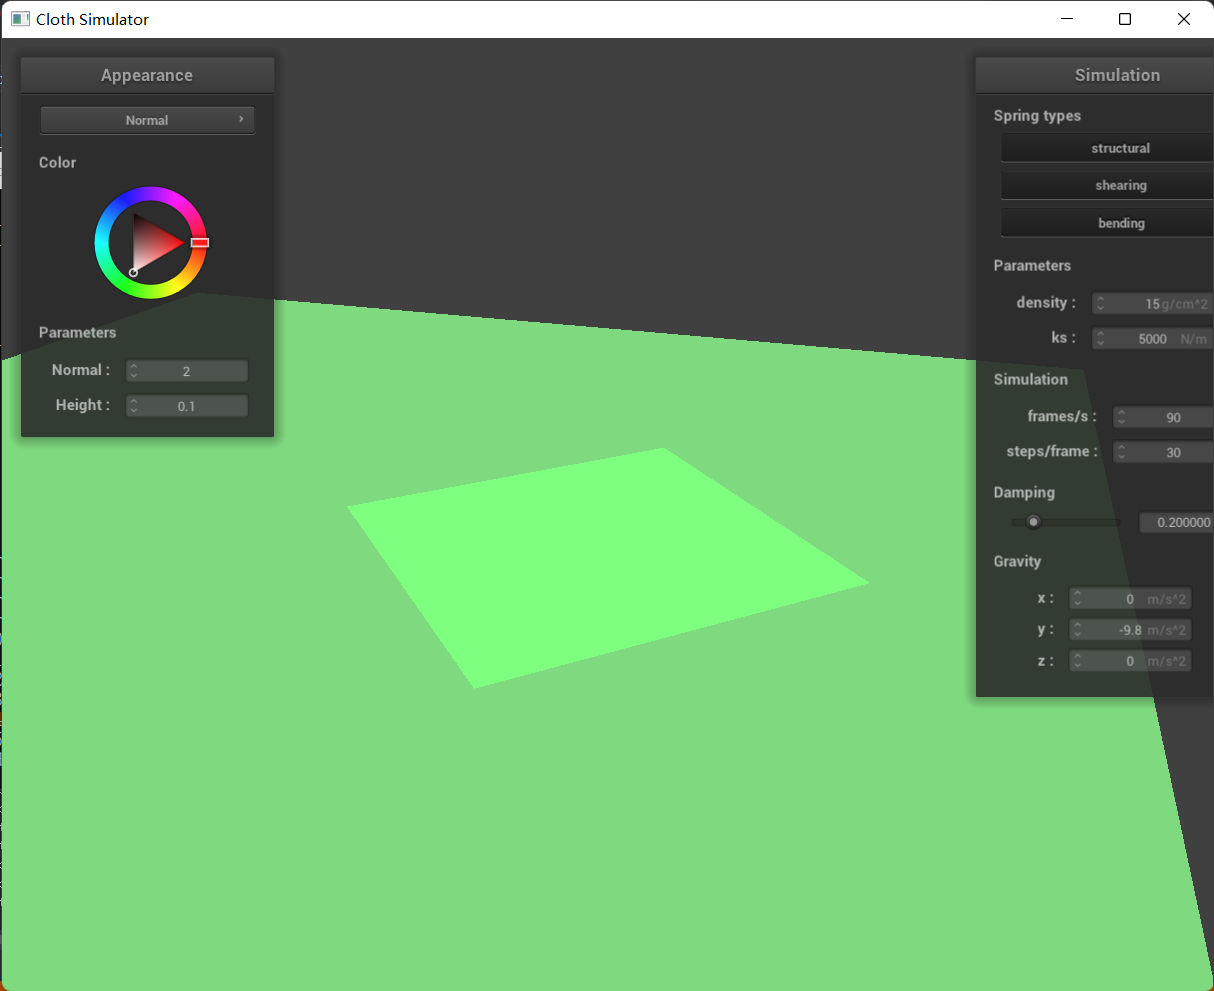 Cloth Simulator
Appearance
Normal
Color
Parameters
Normal :
2
Height :
0.1
Simulation
Spring types
structural
shearing
bending
Parameters
density :
15 g/cm^2
ks :
5000 N/m
Simulation
frames/s :
90
steps/frame :
30
Damping
0.200000
Gravity
x :
0 m/s^2
y :
-9.8 m/s^2
z :
0 m/s^2